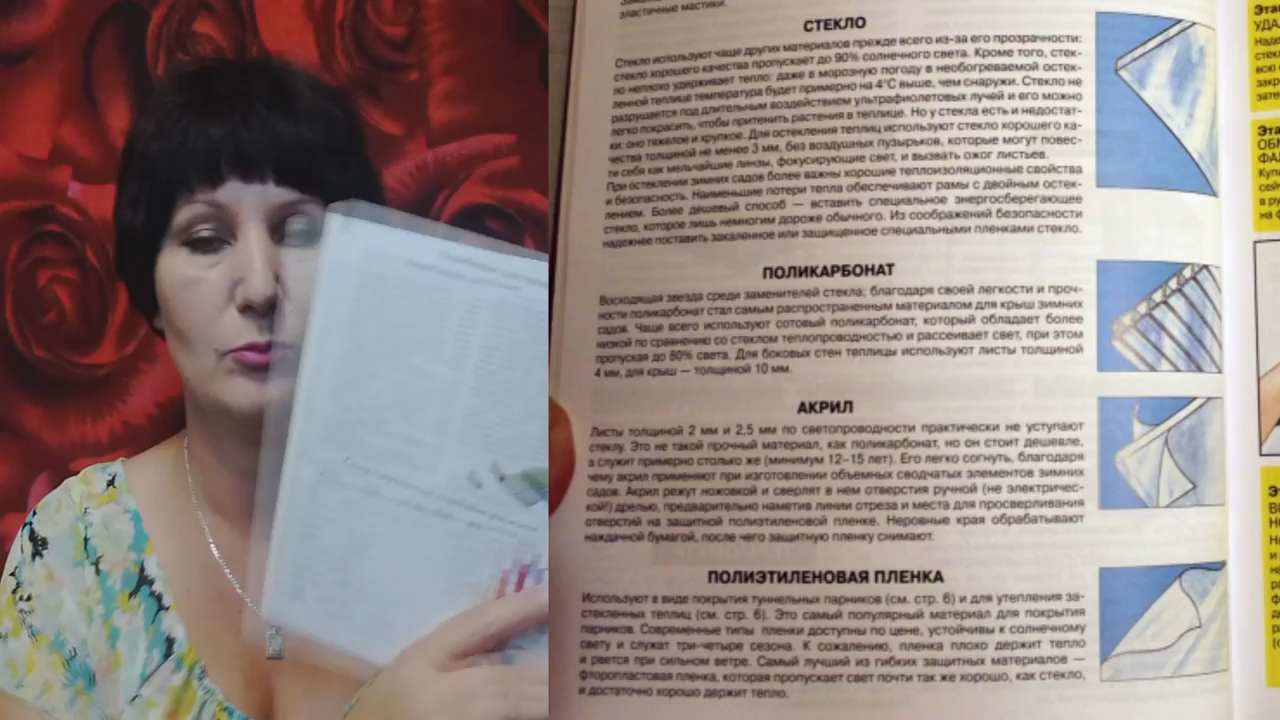 эластичные мастики.
СТЕКЛО
Стекло используют чаще других материалов прежде всего из-за его прозрачности:
стекло хорошего качества пропускает до 90% солнечного света. Кроме того, стек-
ло неплохо удерживает тепло: даже в морозную погоду в необогреваемой остек-
ленной теплице температура будет примерно на 4°С выше, чем снаружи. Стекло не
разрушается под длительным воздействием ультрафиолетовых лучей и его можно
легко покрасить, чтобы притенить растения в теплице. Но у стекла есть и недостат-
ки: оно тяжелое и хрупкое. Для остекления теплиц используют стекло хорошего ка-
чества толщиной не менее 3 мм, без воздушных пузырьков, которые могут повес-
ти себя как мельчайшие линзы, фокусирующие свет, и вызвать ожог листьев.
При остеклении зимних садов более важны хорошие теплоизоляционные свойства
и безопасность. Наименьшие потери тепла обеспечивают рамы с двойным остек-
лением. Более дешевый способ — вставить специальное энергосберегающее
стекло, которое лишь немногим дороже обычного. Из соображений безопасности
надежнее поставить закаленное или защищенное специальными пленками стекло.
ПОЛИКАРБОНАТ
Восходящая звезда среди заменителей стекла; благодаря своей легкости и проч-
ности поликарбонат стал самым распространенным материалом для крыш зимних
садов. Чаще всего используют сотовый поликарбонат, который обладает более
низкой по сравнению со стеклом теплопроводностью и рассеивает свет, при этом
пропуская до 80% света. Для боковых стен теплицы используют листы толщиной
4 мм, для крыш — толщиной 10 мм.
АКРИЛ
Листы толщиной 2 мм и 2,5 мм по светопроводности практически не уступают
стеклу. Это не такой прочный материал, как поликарбонат, но он стоит дешевле,
а служит примерно столько же (минимум 12–15 лет). Его легко согнуть, благодаря
чему акрил применяют при изготовлении объемных сводчатых элементов зимних
садов. Акрил режут ножовкой и сверлят в нем отверстия ручной (не электричес-
кой!) дрелью, предварительно наметив линии отреза и места для просверливания
отверстий на защитной полиэтиленовой пленке. Неровные края обрабатывают
наждачной бумагой, после чего защитную пленку снимают.
ПОЛИЭТИЛЕНОВАЯ ПЛЕНКА
Используют в виде покрытия туннельных парников (см. стр. 6) и для утепления за-
стекленных теплиц (см. стр. 6). Это самый популярный материал для покрытия
парников. Современные типы пленки доступны по цене, устойчивы к солнечному
свету и служат три-четыре сезона. К сожалению, пленка плохо держит тепло
и рвется при сильном ветре. Самый лучший из гибких защитных материалов —
фторопластовая пленка, которая пропускает свет почти так же хорошо, как стекло,
и достаточно хорошо держит тепло.